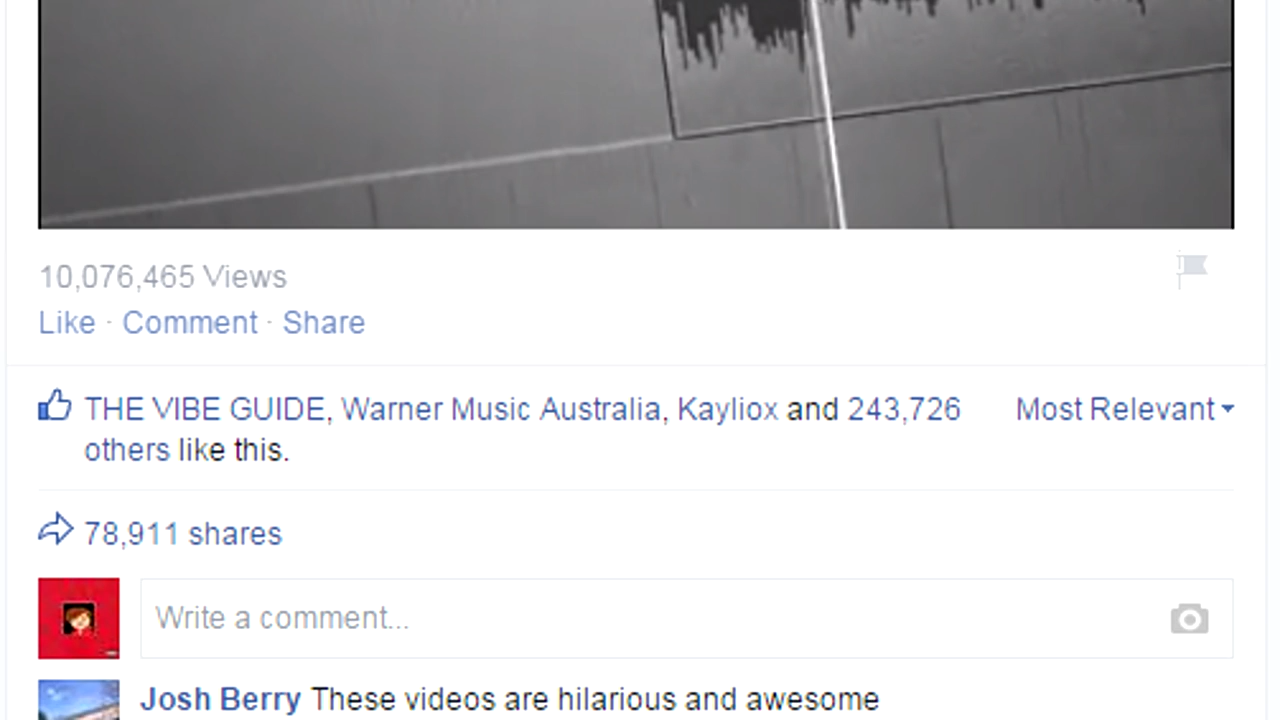 10,076,465 Views
Like · Comment · Share
THE VIBE GUIDE, Warner Music Australia, Kayliox and 243,726 Most Relevant
others like this.
78,911 shares
Write a comment...
Josh Berry These videos are hilarious and awesome